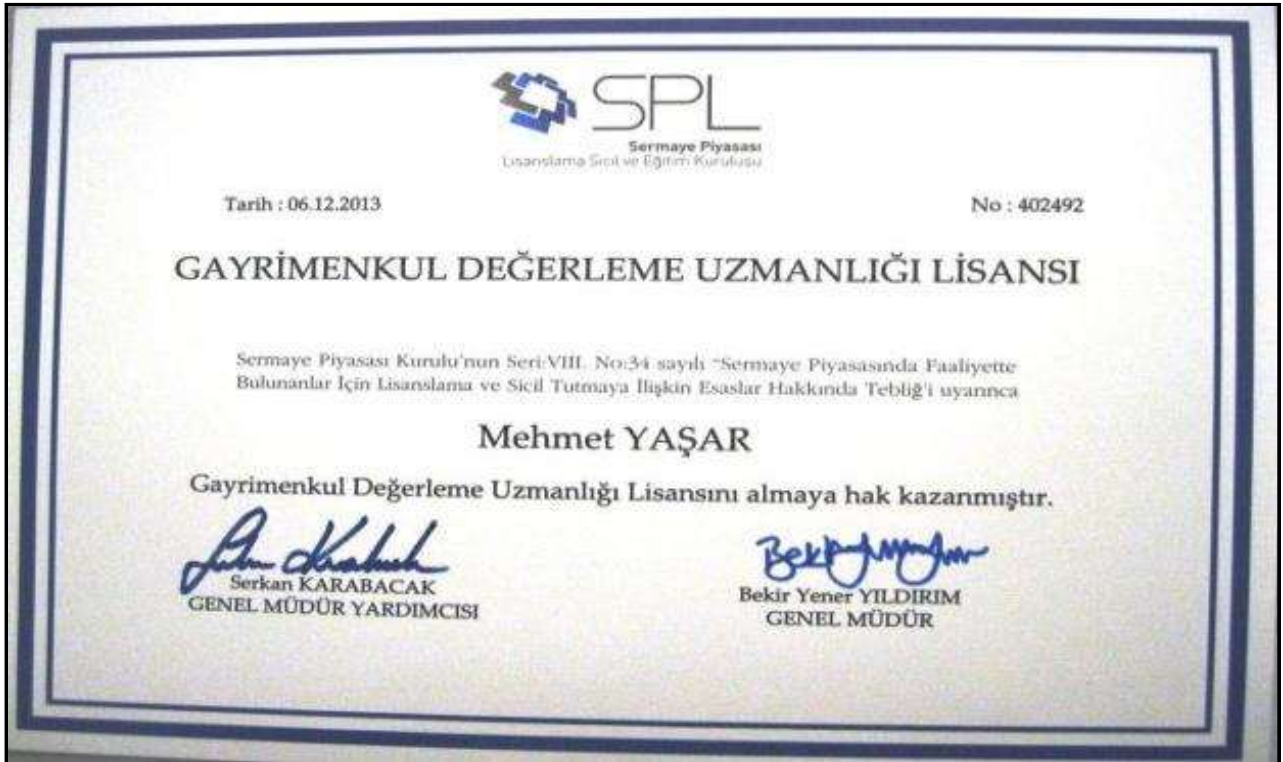 SPL
Sermaye Piyasası
Lisanslama Sicil ve Eğitim Kuruluşu
Tarih : 06.12.2013
No : 402492
GAYRİMENKUL DEĞERLEME UZMANLIĞI LİSANSI
Sermaye Piyasası Kurulu'nun Seri:VIII. No:34 sayılı "Sermaye Piyasasında Faaliyette
Bulunanlar İçin Lisanslama ve Sicil Tutmaya İlişkin Esaslar Hakkında Tebliğ'i uyarınca
Mehmet YAŞAR
Gayrimenkul Değerleme Uzmanlığı Lisansını almaya hak kazanmıştır.
Serkan KARABACAK
GENEL MÜDÜR YARDIMCISI
Bekir Yener YILDIRIM
GENEL MÜDÜR